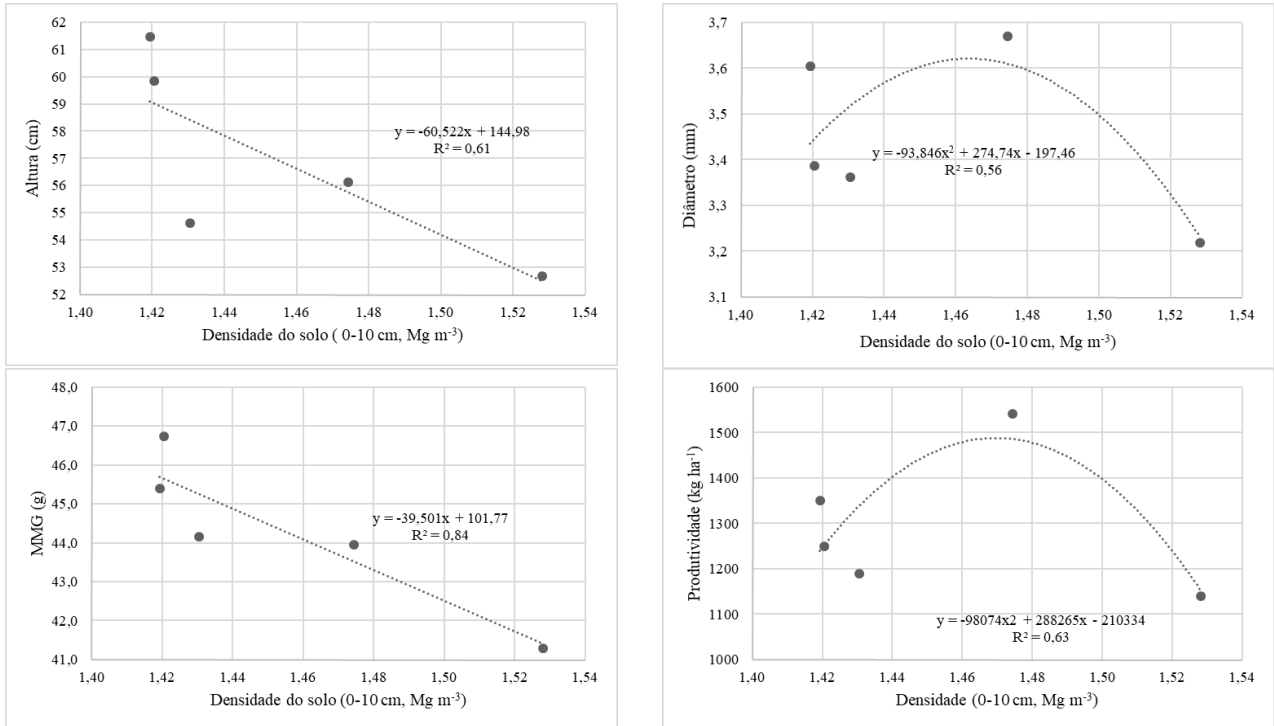 62
61
60
59
58
57
56
55
54
53
52
Altura (cm)
y = -60,522x + 144,98
R² = 0,61
1,40 1,42 1,44 1,46 1,48 1,50 1,52 1,54
Densidade do solo ( 0-10 cm, Mg m⁻³)
3,7
3,6
3,5
3,4
3,3
3,2
3,1
Diâmetro (mm)
y = -93,846x² + 274,74x - 197,46
R² = 0,56
1,40 1,42 1,44 1,46 1,48 1,50 1,52 1,54
Densidade do solo (0-10 cm, Mg m⁻³)
48,0
47,0
46,0
45,0
44,0
43,0
42,0
41,0
MMG (g)
y = -39,501x + 101,77
R² = 0,84
1,40 1,42 1,44 1,46 1,48 1,50 1,52 1,54
Densidade do solo (0-10 cm, Mg m⁻³)
1600
1500
1400
1300
1200
1100
1000
Produtividade (kg ha⁻¹)
y = -98074x2 + 288265x - 210334
R² = 0,63
1,40 1,42 1,44 1,46 1,48 1,50 1,52 1,54
Densidade (0-10 cm, Mg m⁻³)